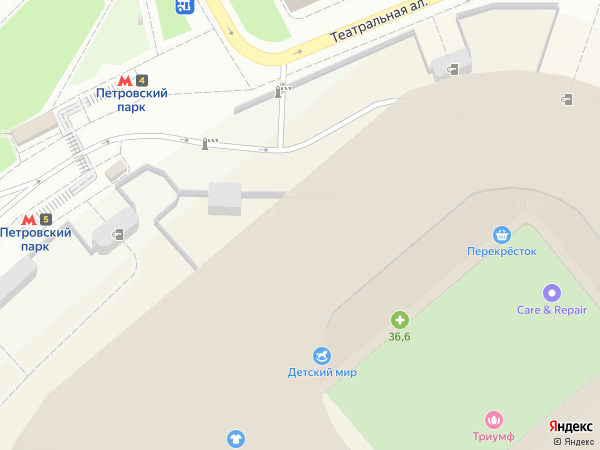 Театральная ал.
М 4
Петровский
парк
М 5
Петровский
парк
Перекрёсток
Care & Repair
36,6
Детский мир
Триумф
Яндекс
© Яндекс